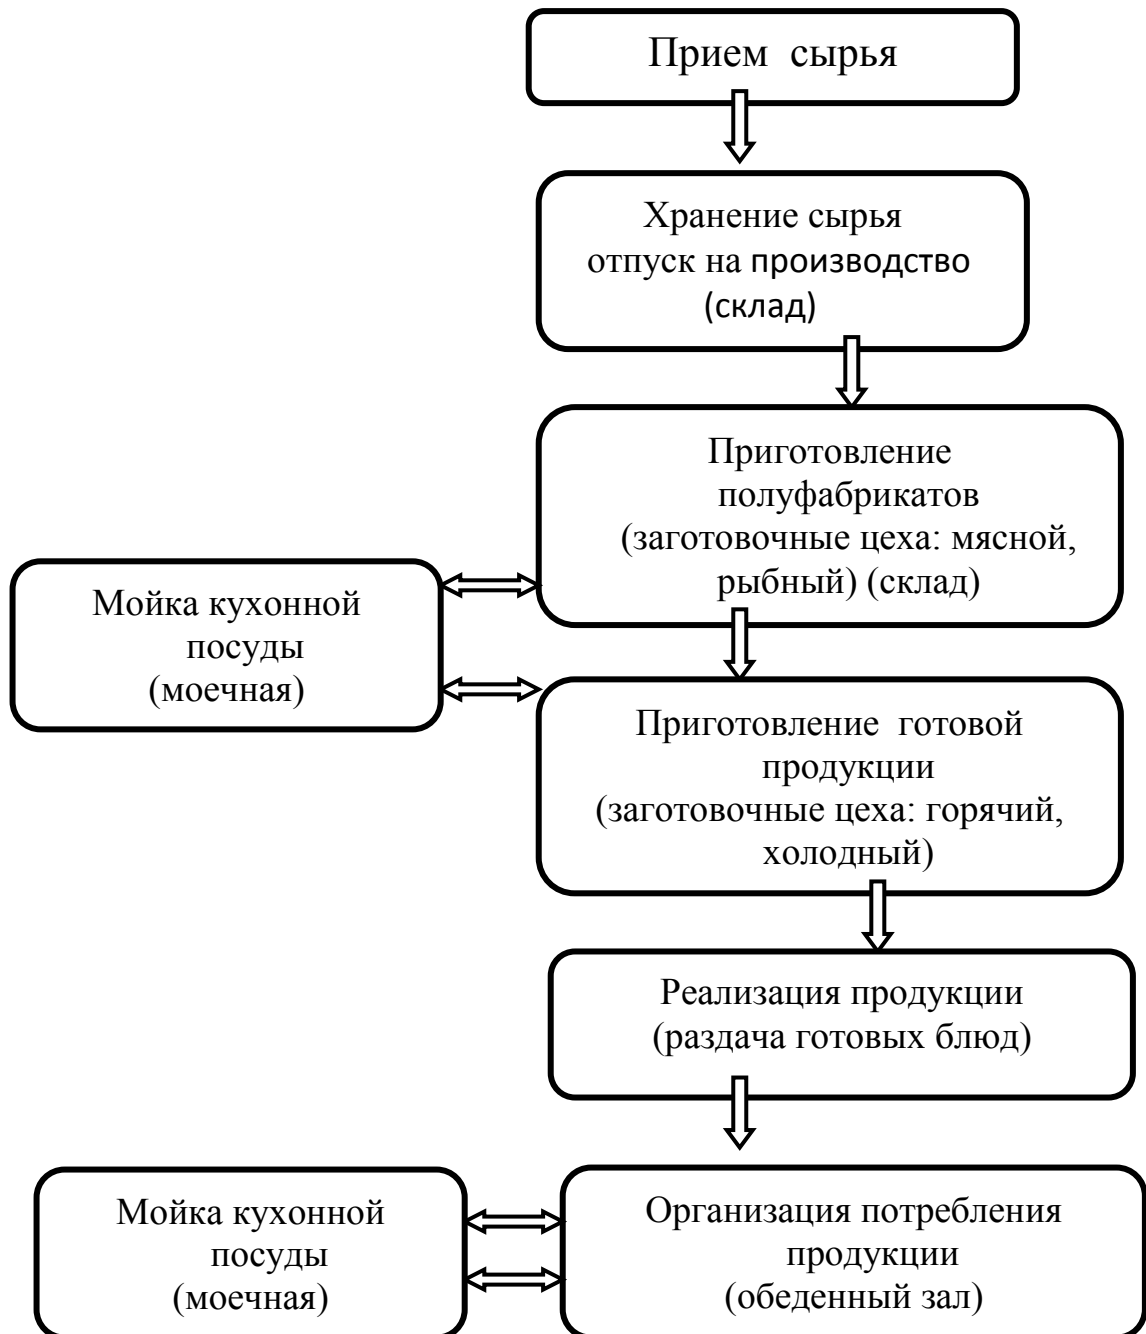 Прием сырья
Хранение сырья
отпуск на производство
(склад)
Приготовление
полуфабрикатов
(заготовочные цеха: мясной,
рыбный) (склад)
Мойка кухонной
посуды
(моечная)
Приготовление готовой
продукции
(заготовочные цеха: горячий,
холодный)
Реализация продукции
(раздача готовых блюд)
Мойка кухонной
посуды
(моечная)
Организация потребления
продукции
(обеденный зал)